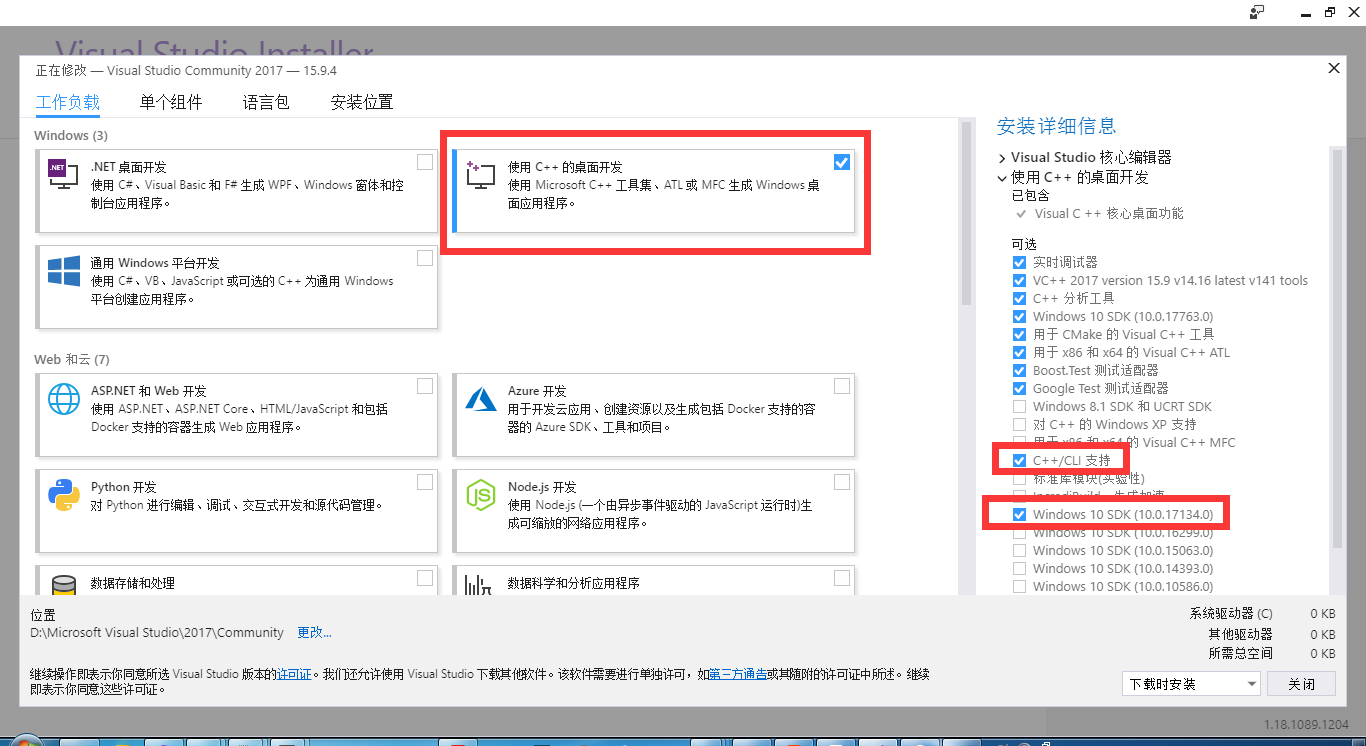 Visual Studio Installer
正在修改 — Visual Studio Community 2017 — 15.9.4
工作负载 单个组件 语言包 安装位置
Windows (3)
.NET
.NET 桌面开发
使用 C#、Visual Basic 和 F# 生成 WPF、Windows 窗体和控
制台应用程序。
使用 C++ 的桌面开发
使用 Microsoft C++ 工具集、ATL 或 MFC 生成 Windows 桌
面应用程序。
通用 Windows 平台开发
使用 C#、VB、JavaScript 或可选的 C++ 为通用 Windows
平台创建应用程序。
Web 和云 (7)
ASP.NET 和 Web 开发
使用 ASP.NET、ASP.NET Core、HTML/JavaScript 和包括
Docker 支持的容器生成 Web 应用程序。
Azure 开发
用于开发云应用、创建资源以及生成包括 Docker 支持的容
器的 Azure SDK、工具和项目。
Python 开发
对 Python 进行编辑、调试、交互式开发和源代码管理。
Node.js 开发
使用 Node.js (一个由异步事件驱动的 JavaScript 运行时)生
成可缩放的网络应用程序。
数据存储和处理
数据科学和分析应用程序
安装详细信息
Visual Studio 核心编辑器
使用 C++ 的桌面开发
已包含
Visual C ++ 核心桌面功能
可选
实时调试器
VC++ 2017 version 15.9 v14.16 latest v141 tools
C++ 分析工具
Windows 10 SDK (10.0.17763.0)
用于 CMake 的 Visual C++ 工具
用于 x86 和 x64 的 Visual C++ ATL
Boost.Test 测试适配器
Google Test 测试适配器
Windows 8.1 SDK 和 UCRT SDK
对 C++ 的 Windows XP 支持
用于 x86 和 x64 的 Visual C++ MFC
C++/CLI 支持
标准库模块(实验性)
IncrediBuild - 生成加速
Windows 10 SDK (10.0.17134.0)
Windows 10 SDK (10.0.16299.0)
Windows 10 SDK (10.0.15063.0)
Windows 10 SDK (10.0.14393.0)
Windows 10 SDK (10.0.10586.0)
位置
D:\Microsoft Visual Studio\2017\Community 更改...
系统驱动器 (C) 0 KB
其他驱动器 0 KB
所需总空间 0 KB
继续操作即表示你同意所选 Visual Studio 版本的许可证。我们还允许使用 Visual Studio 下载其他软件。该软件需要进行单独许可，如第三方通告或其随附的许可证中所述。继续
即表示你同意这些许可证。
下载时安装 关闭
1.18.1089.1204